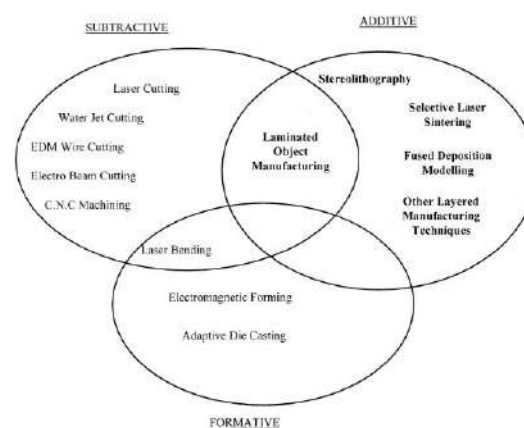 SUBTRACTIVE
ADDITIVE
Laser Cutting
Water Jet Cutting
EDM Wire Cutting
Electro Beam Cutting
C.N.C Machining
Laminated
Object
Manufacturing
Stereolithography
Selective Laser
Sintering
Fused Deposition
Modelling
Other Layered
Manufacturing
Techniques
Laser Bending
Electromagnetic Forming
Adaptive Die Casting
FORMATIVE